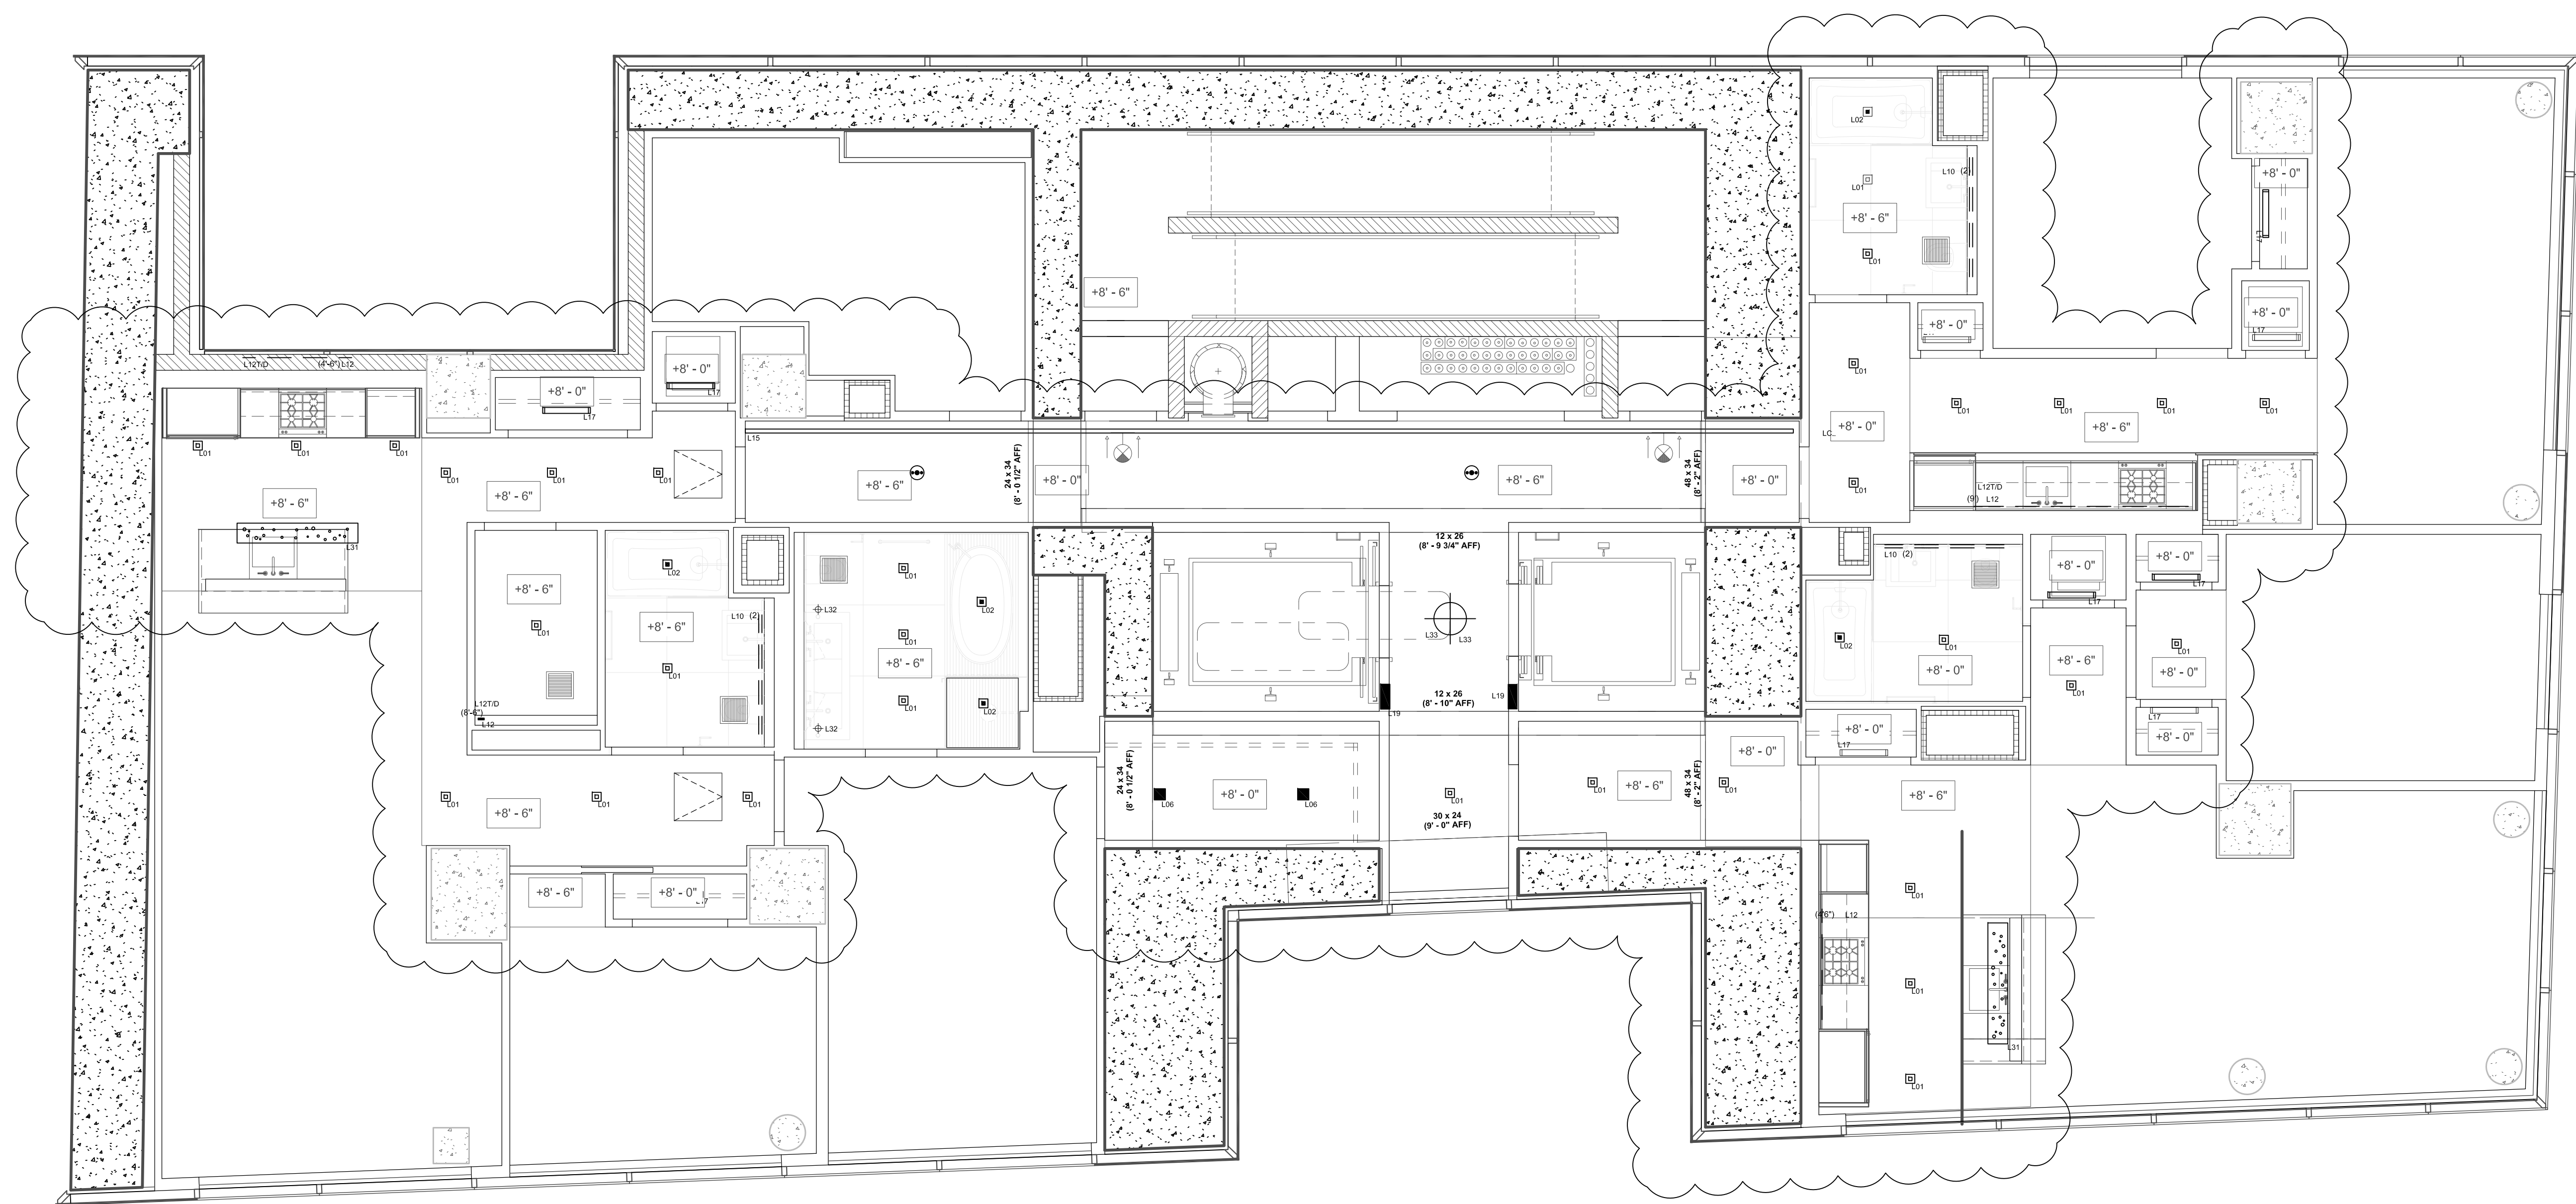 L02
L01
+8' - 6"
L01
L10 (2)
+8' - 0"
L17
+8' - 0"
L17
+8' - 0"
+8' - 6"
L12T/D
(4'-6") L12
+8' - 0"
L17
+8' - 0"
L17
L01
L01
L01
L01
L01
L01
L01
+8' - 0"
+8' - 6"
L15
L01
L01
L01
L01
L01
+8' - 6"
+8' - 6"
+8' - 6"
24 x 34
(8' - 0 1/2" AFF)
+8' - 0"
+8' - 6"
48 x 34
(8' - 2" AFF)
+8' - 0"
L01
L12T/D
(9') L12
L31
12 x 26
(8' - 9 3/4" AFF)
L10 (2)
+8' - 0"
L17
+8' - 0"
L17
+8' - 6"
L01
L02
+8' - 6"
L01
L10 (2)
L01
L02
L32
L01
+8' - 6"
L01
L32
L02
L33
L33
L02
L01
+8' - 0"
+8' - 6"
L01
L01
+8' - 0"
12 x 26
(8' - 10" AFF)
L19
L19
L12T/D
(8'-6")
L12
+8' - 0"
L17
L17
+8' - 0"
+8' - 0"
L01
+8' - 6"
L01
L01
24 x 34
(8' - 0 1/2" AFF)
L06
+8' - 0"
L06
L01
30 x 24
(9' - 0" AFF)
L01
+8' - 6"
48 x 34
(8' - 2" AFF)
L01
+8' - 6"
+8' - 6"
+8' - 0"
L01
L12
L01
L31
L01